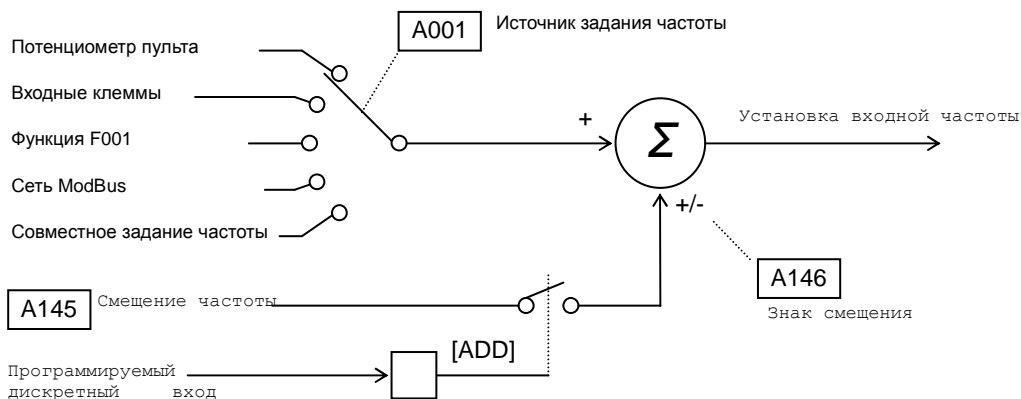 A001
Источник задания частоты
Потенциометр пульта
Входные клеммы
Функция F001
Сеть ModBus
Совместное задание частоты
+
Σ
Установка входной частоты
+/-
A146
Знак смещения
A145
Смещение частоты
[ADD]
Программируемый
дискретный вход